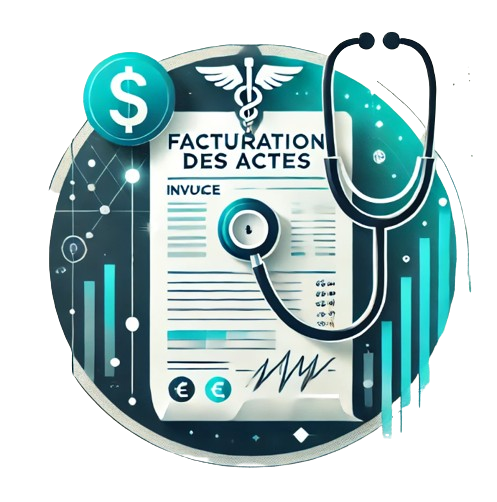 $
FACTURATION
DES ACTES
INVUCE
€ €